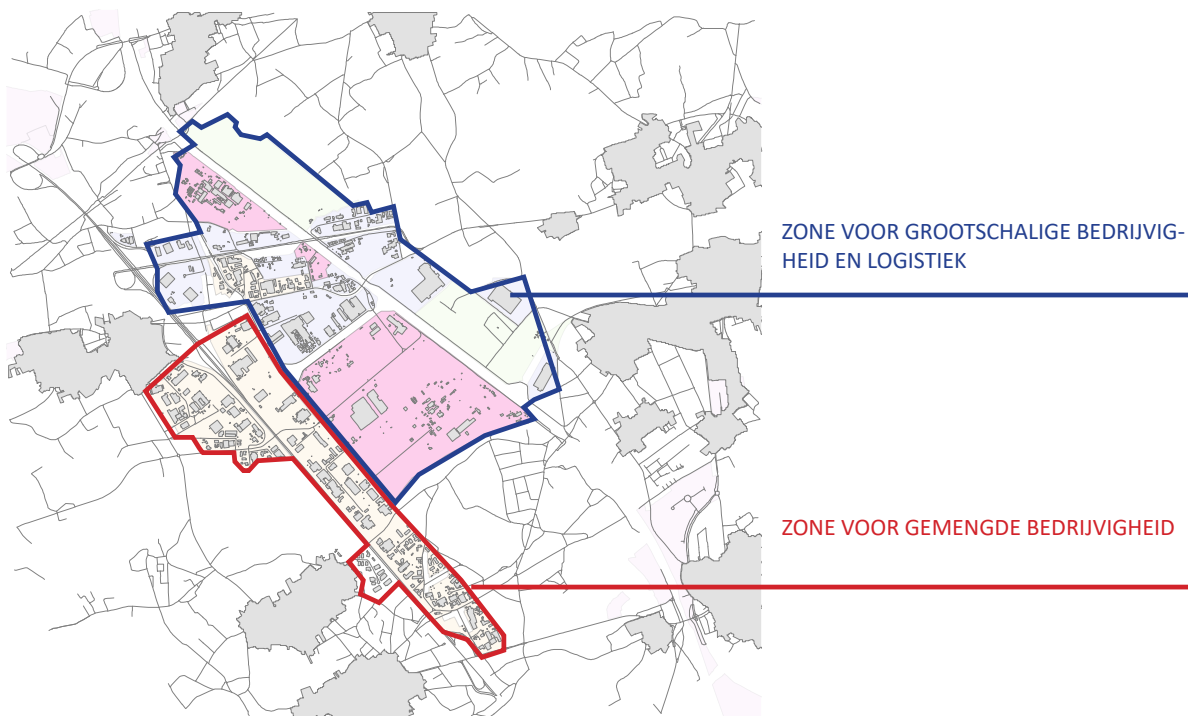 ZONE VOOR GROOTSCHALIGE BEDRIJVIG-
HEID EN LOGISTIEK
ZONE VOOR GEMENGDE BEDRIJVIGHEID